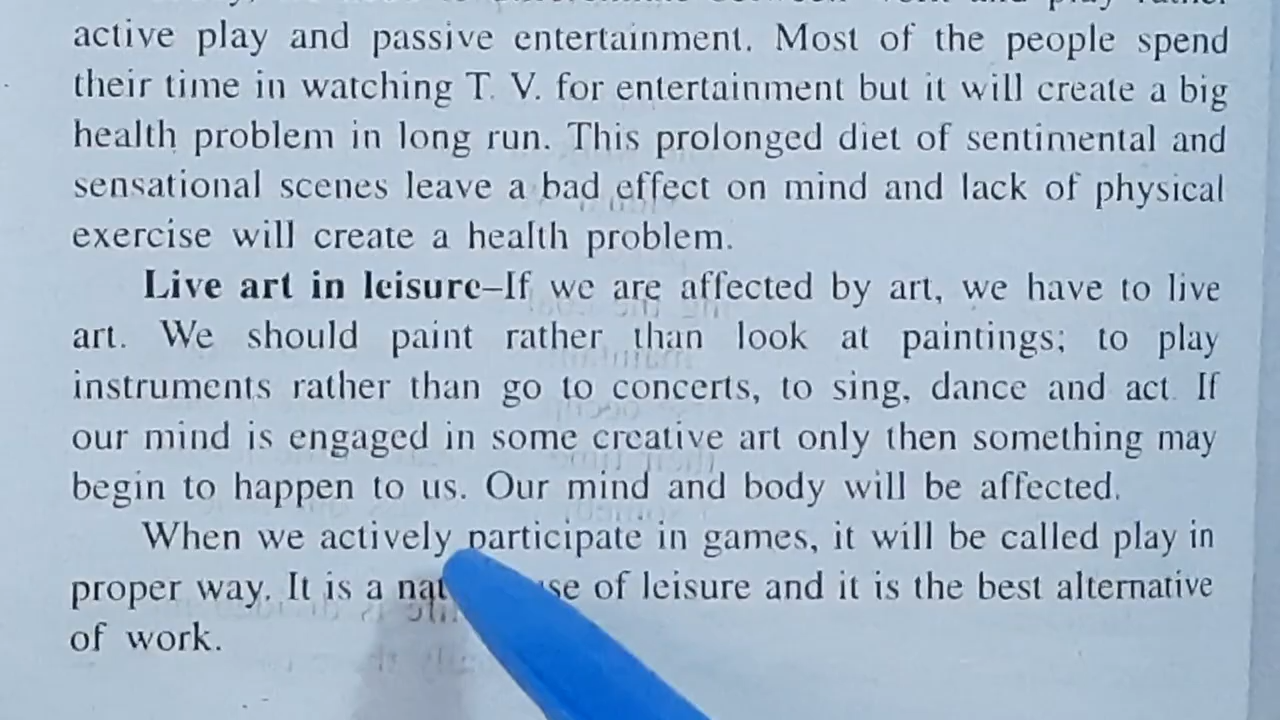 active play and passive entertainment. Most of the people spend
their time in watching T. V. for entertainment but it will create a big
health problem in long run. This prolonged diet of sentimental and
sensational scenes leave a bad effect on mind and lack of physical
exercise will create a health problem.
Live art in leisure–If we are affected by art, we have to live
art. We should paint rather than look at paintings; to play
instruments rather than go to concerts, to sing, dance and act. If
our mind is engaged in some creative art only then something may
begin to happen to us. Our mind and body will be affected.
When we actively participate in games, it will be called play in
proper way. It is a of leisure and it is the best alternative
of work.